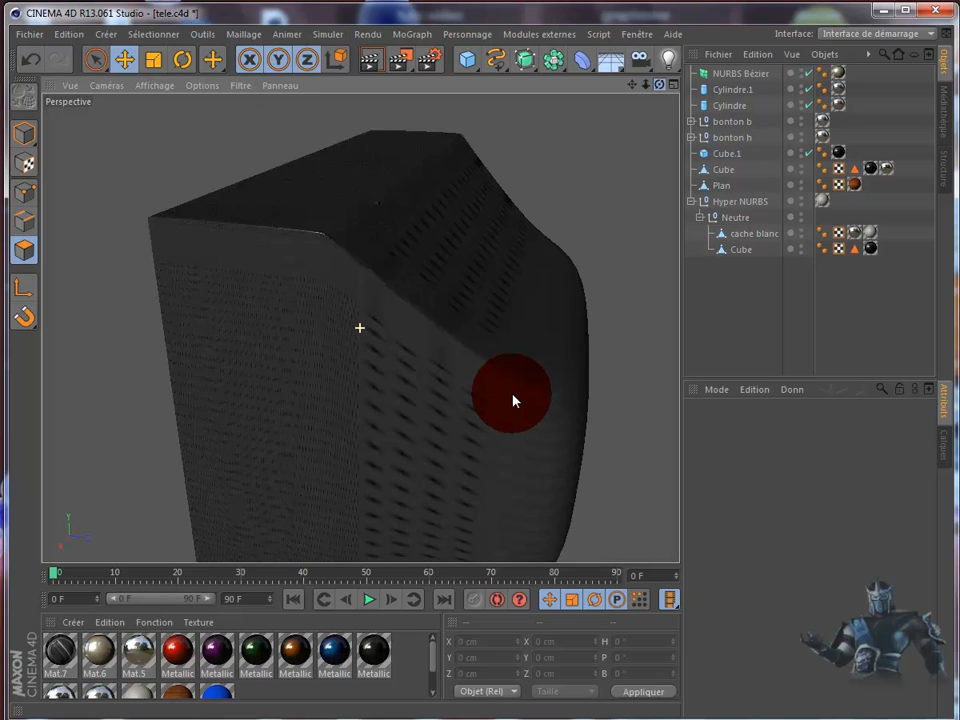 CINEMA 4D R13.061 Studio - [tele.c4d *]
Fichier Edition Créer Sélectionner Outils Maillage Animer Simuler Rendu MoGraph Personnage Modules externes Script Fenêtre Aide Interface: Interface de démarrage
X Y Z
Fichier Edition Vue Objets
Vue Caméras Affichage Options Filtre Panneau
Perspective
NURBS Bézier
Cylindre.1
Cylindre
bonton b
bonton h
Cube.1
Cube
Plan
Hyper NURBS
Neutre
cache blanc
Cube
Objets
Médiathèque
Structure
Mode Edition Donn
Attributs
Calques
Y
0 10 20 30 40 50 60 70 80 90 0 F
0 F 0 F 90 F 90 F
Créer Edition Fonction Texture
-- -- --
Mat.7 Mat.6 Mat.5 Metallic Metallic Metallic Metallic Metallic Metallic
X 0 cm X 0 cm H 0 °
Y 0 cm Y 0 cm P 0 °
Z 0 cm Z 0 cm B 0 °
Objet (Rel) Taille Appliquer
MAXON
CINEMA 4D